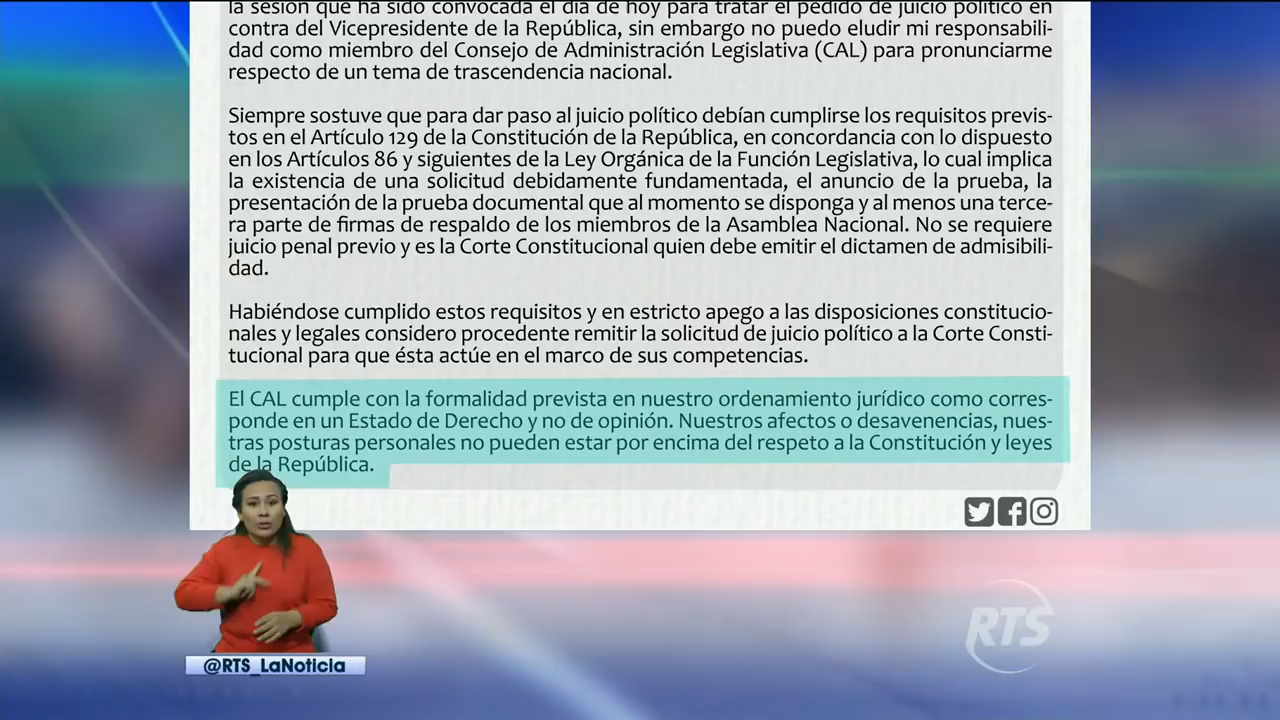 la sesión que ha sido convocada el día de hoy para tratar el pedido de juicio político en
contra del Vicepresidente de la República, sin embargo no puedo eludir mi responsabili-
dad como miembro del Consejo de Administración Legislativa (CAL) para pronunciarme
respecto de un tema de trascendencia nacional.
Siempre sostuve que para dar paso al juicio político debían cumplirse los requisitos previs-
tos en el Artículo 129 de la Constitución de la República, en concordancia con lo dispuesto
en los Artículos 86 y siguientes de la Ley Orgánica de la Función Legislativa, lo cual implica
la existencia de una solicitud debidamente fundamentada, el anuncio de la prueba, la
presentación de la prueba documental que al momento se disponga y al menos una terce-
ra parte de firmas de respaldo de los miembros de la Asamblea Nacional. No se requiere
juicio penal previo y es la Corte Constitucional quien debe emitir el dictamen de admisibili-
dad.
Habiéndose cumplido estos requisitos y en estricto apego a las disposiciones constitucio-
nales y legales considero procedente remitir la solicitud de juicio político a la Corte Consti-
tucional para que ésta actúe en el marco de sus competencias.
El CAL cumple con la formalidad prevista en nuestro ordenamiento jurídico como corres-
ponde en un Estado de Derecho y no de opinión. Nuestros afectos o desavenencias, nues-
tras posturas personales no pueden estar por encima del respeto a la Constitución y leyes
de la República.
RTS
@RTS_LaNoticia